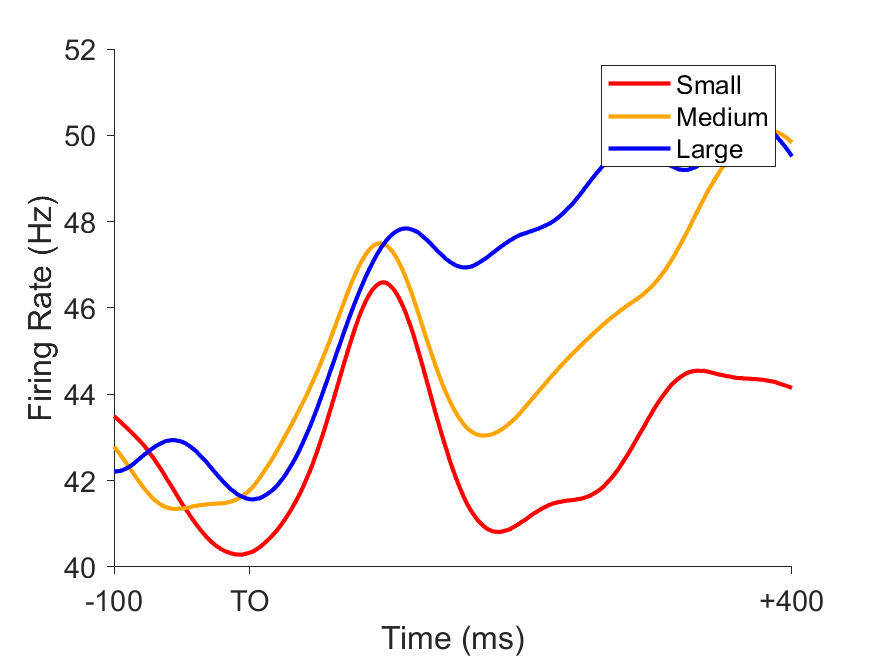 52
50
48
46
44
42
40
Firing Rate (Hz)
Small
Medium
Large
-100 TO +400
Time (ms)